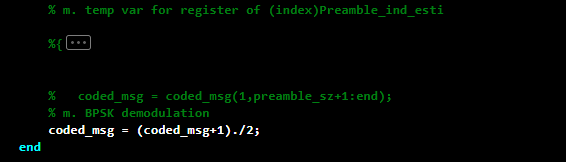 % m. temp var for register of (index)Preamble_ind_esti
%{...
%   coded_msg = coded_msg(1,preamble_sz+1:end);
% m. BPSK demodulation
coded_msg = (coded_msg+1)./2;
end